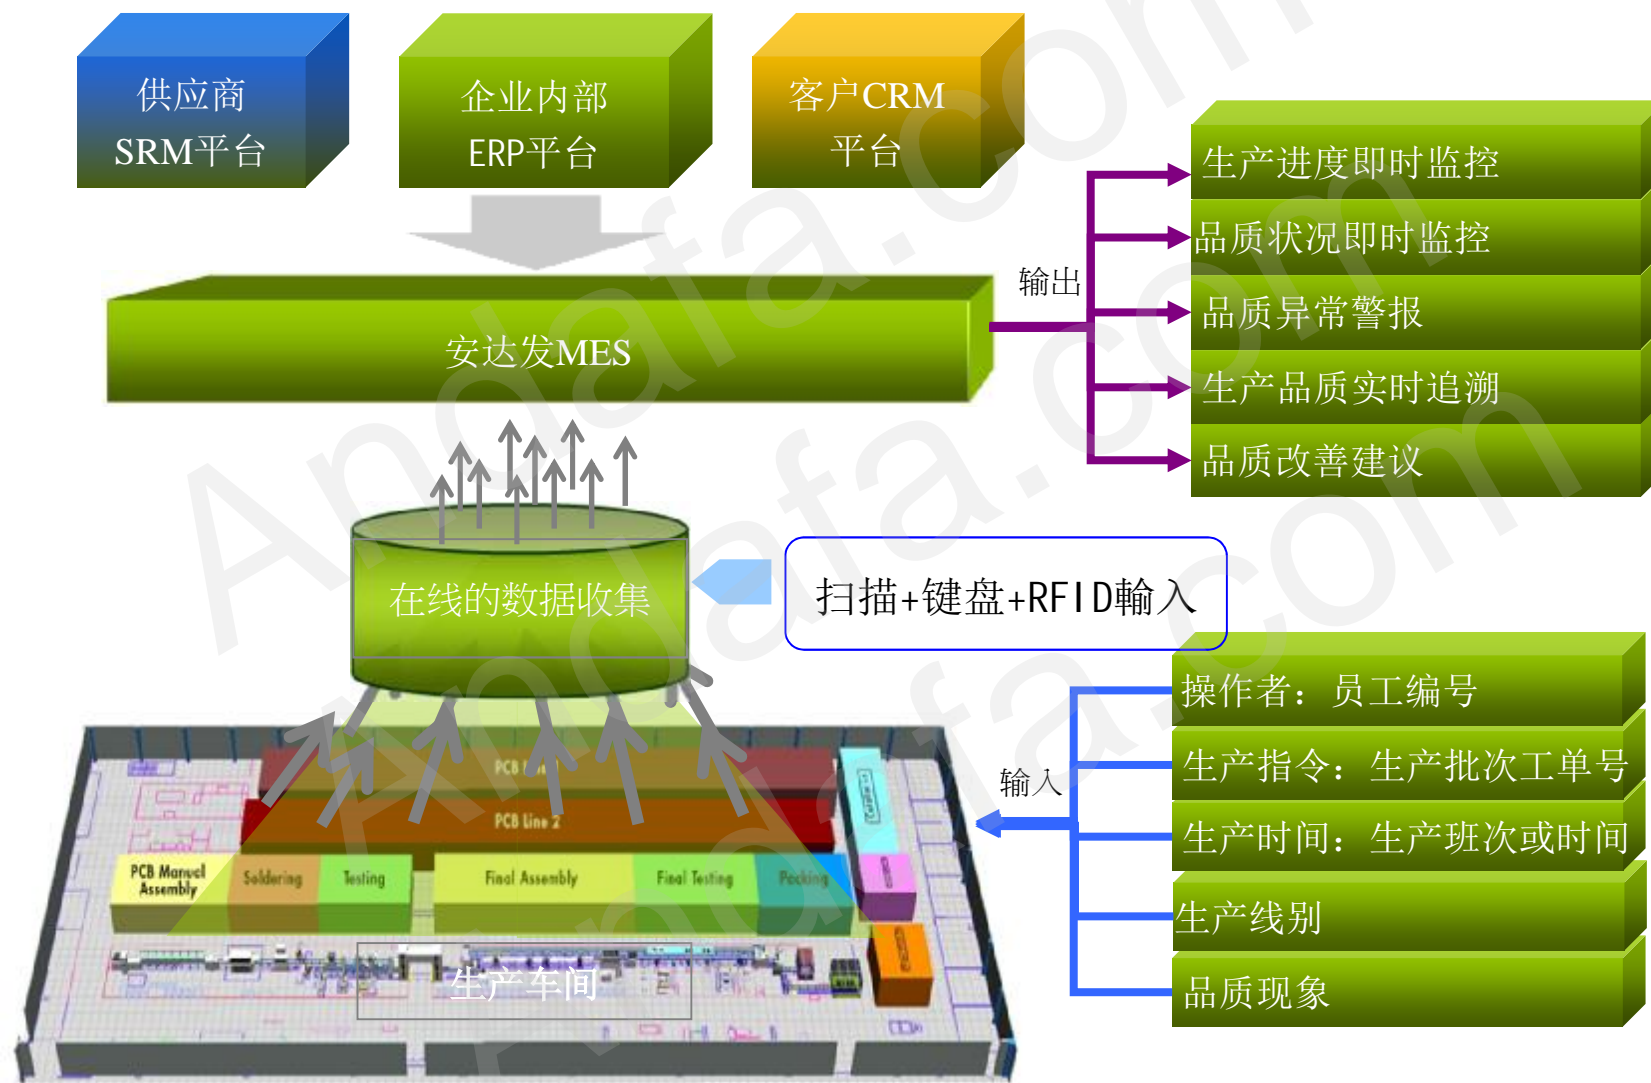 供应商
SRM平台
企业内部
ERP平台
客户CRM
平台
生产进度即时监控
品质状况即时监控
品质异常警报
生产品质实时追溯
品质改善建议
输出
安达发MES
在线的数据收集
扫描+键盘+RFID輸入
操作者：员工编号
生产指令：生产批次工单号
生产时间：生产班次或时间
生产线别
品质现象
输入
PCB
PCB Line 2
PCB Manual
Assembly
Soldering
Testing
Final Assembly
Final Testing
Packing
生产车间
Andafa.com
Andafa.com
Andafa.com